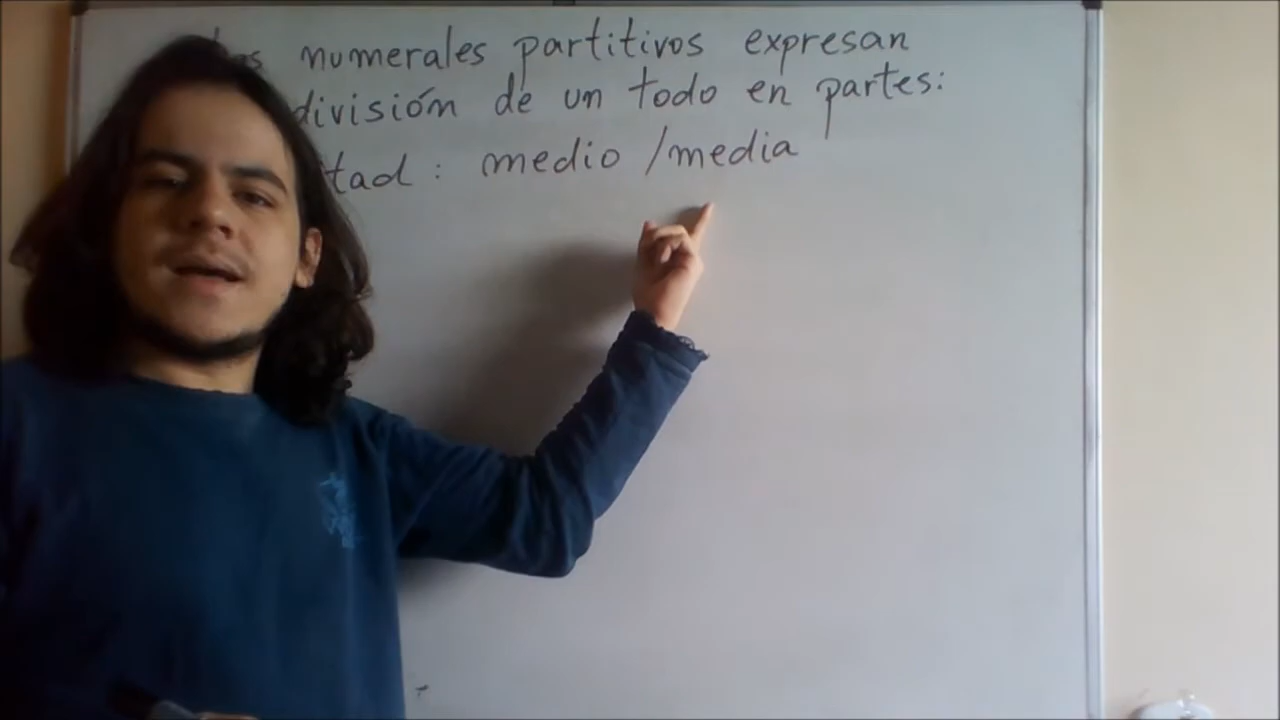 numerales partitivos expresan
división de un todo en partes:
tad : medio / media